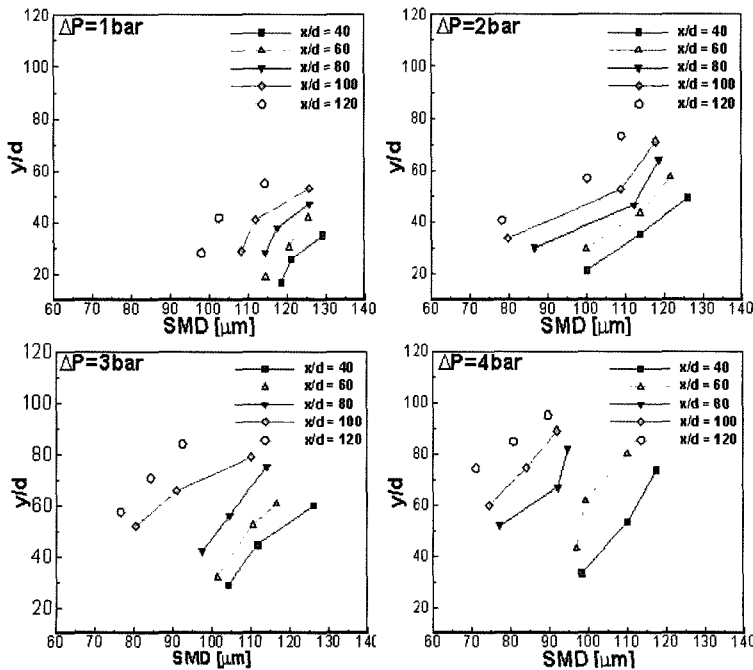 ΔP=1bar
x/d = 40
x/d = 60
x/d = 80
x/d = 100
x/d = 120
120
100
80
60
40
20
y/d
60 70 80 90 100 110 120 130 140
SMD [μm]
ΔP=2bar
x/d = 40
x/d = 60
x/d = 80
x/d = 100
x/d = 120
120
100
80
60
40
20
y/d
60 70 80 90 100 110 120 130 140
SMD [μm]
ΔP=3bar
x/d = 40
x/d = 60
x/d = 80
x/d = 100
x/d = 120
120
100
80
60
40
20
y/d
60 70 80 90 100 110 120 130 140
SMD [μm]
ΔP=4bar
x/d = 40
x/d = 60
x/d = 80
x/d = 100
x/d = 120
120
100
80
60
40
20
y/d
60 70 80 90 100 110 120 130 140
SMD [μm]